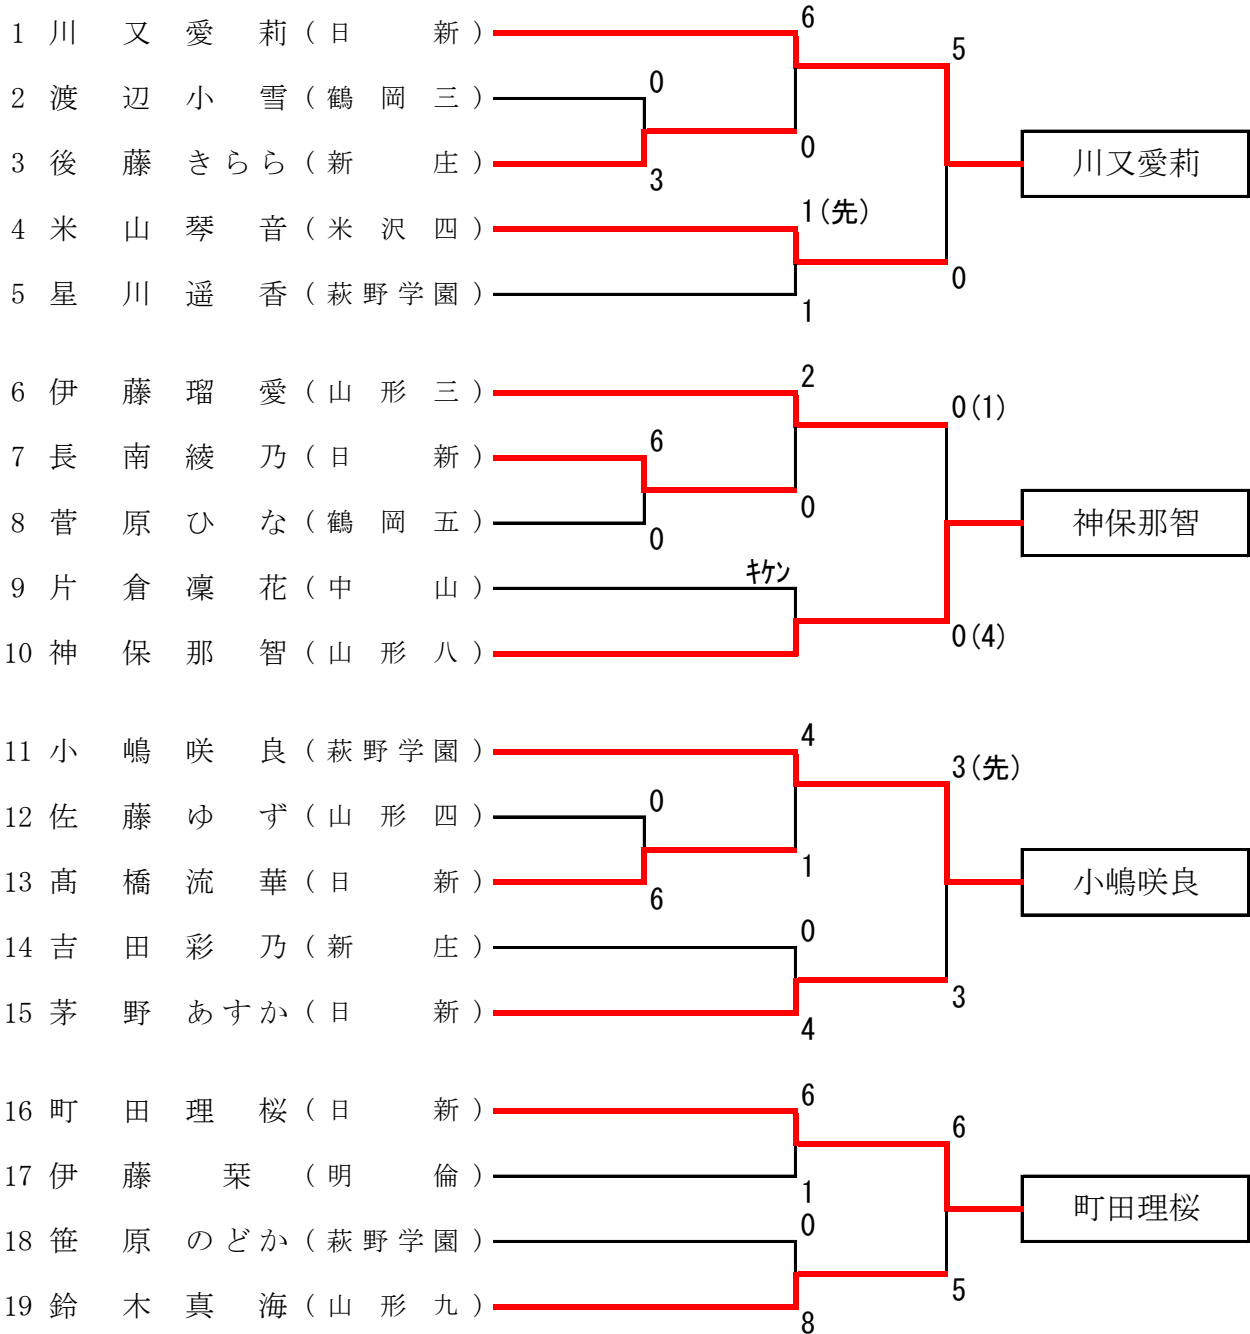 6
1 川又愛莉(日新)
5
0
2 渡辺小雪(鶴岡三)
0
川又愛莉
3 後藤きらら(新庄)
3
1(先)
4 米山琴音(米沢四)
0
5 星川遥香(萩野学園)
1
2
6 伊藤瑠愛(山形三)
0(1)
6
7 長南綾乃(日新)
0
8 菅原ひな(鶴岡五)
神保那智
0
キケン
9 片倉凜花(中山)
0(4)
10 神保那智(山形八)
4
11 小嶋咲良(萩野学園)
3(先)
0
12 佐藤ゆず(山形四)
1
13 髙橋流華(日新)
小嶋咲良
6
0
14 吉田彩乃(新庄)
3
15 茅野あすか(日新)
4
6
16 町田理桜(日新)
6
17 伊藤栞(明倫)
1
町田理桜
0
18 笹原のどか(萩野学園)
5
19 鈴木真海(山形九)
8